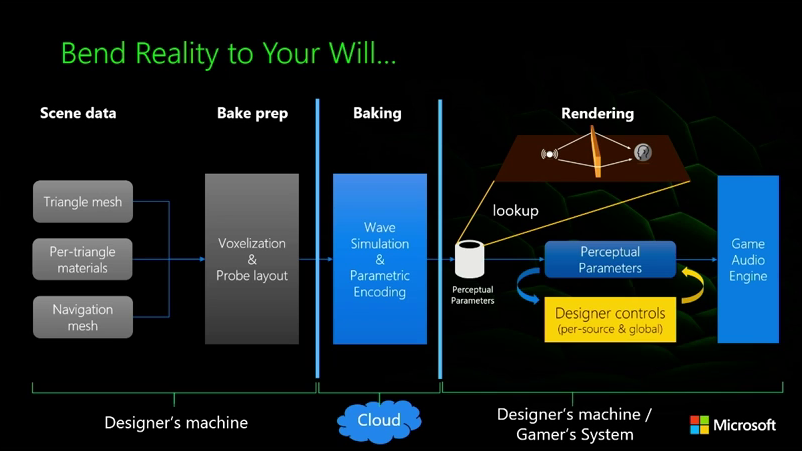 Bend Reality to Your Will...
Scene data
Bake prep
Baking
Rendering
Triangle mesh
Per-triangle
materials
Navigation
mesh
Voxelization
&
Probe layout
Wave
Simulation
&
Parametric
Encoding
lookup
Perceptual
Parameters
Perceptual
Parameters
Designer controls
(per-source & global)
Game
Audio
Engine
Designer's machine
Cloud
Designer's machine /
Gamer's System
Microsoft